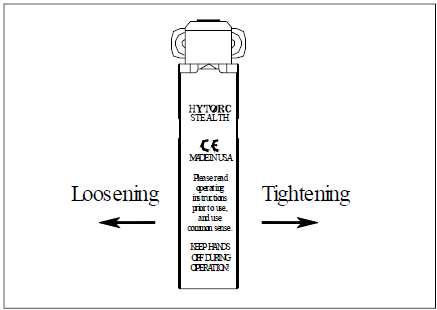 HYTORC
STEALTH
CE
MADE IN USA
Please read
operating
instructions
prior to use,
and use
common sense.
Loosening
Tightening
KEEP HANDS
OFF DURING
OPERATION!